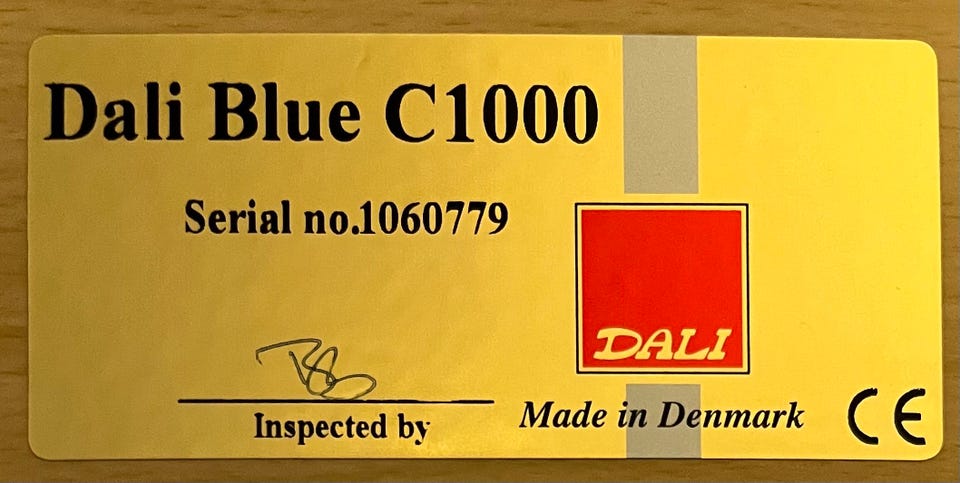 Dali Blue C1000
Serial no.1060779
DALI
Inspected by
Made in Denmark
CE